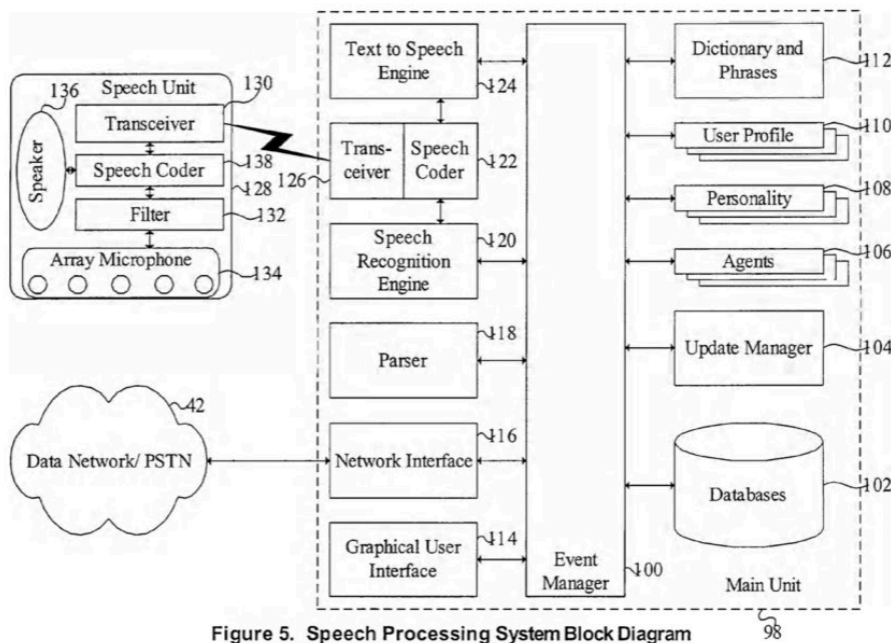 136
Speech Unit
130
Transceiver
Speaker
Speech Coder
138
128
Filter
132
Array Microphone
134
42
Data Network/ PSTN
Text to Speech
Engine
124
Trans-
ceiver
Speech
Coder
126
122
Speech
Recognition
Engine
120
Parser
118
Network Interface
116
Graphical User
Interface
114
Event
Manager
100
Dictionary and
Phrases
112
User Profile
110
Personality
108
Agents
106
Update Manager
104
Databases
102
Main Unit
98
Figure 5. Speech Processing System Block Diagram